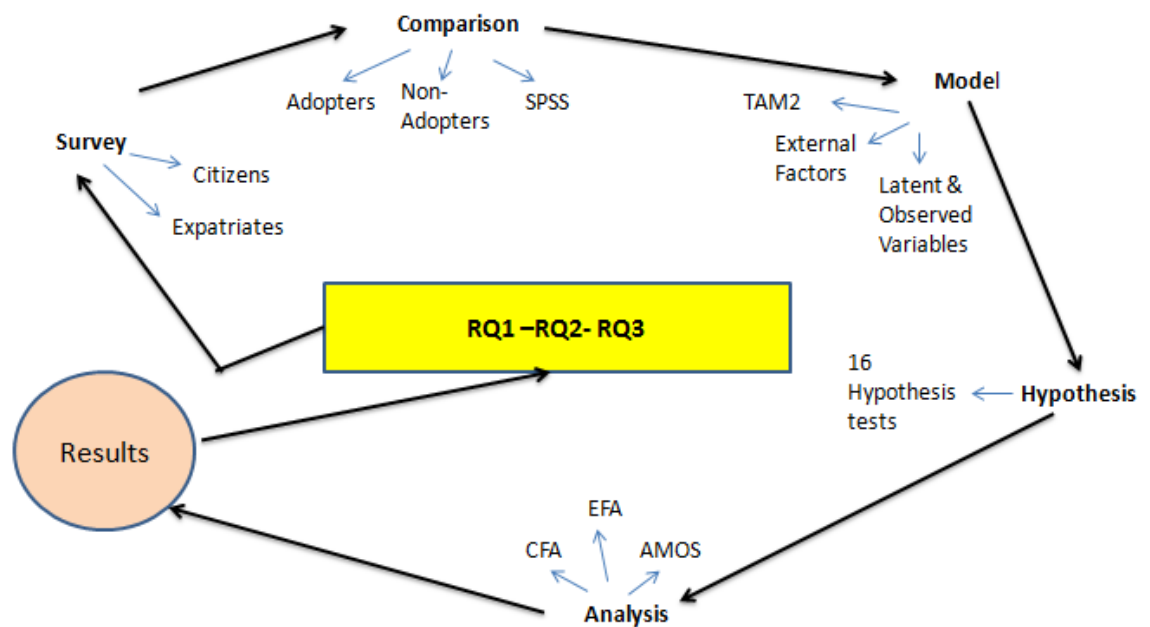 Comparison
Adopters
Non-
Adopters
SPSS
Model
TAM2
External
Factors
Latent &
Observed
Variables
Survey
Citizens
Expatriates
RQ1 –RQ2- RQ3
16
Hypothesis
tests
Hypothesis
Results
EFA
CFA
AMOS
Analysis